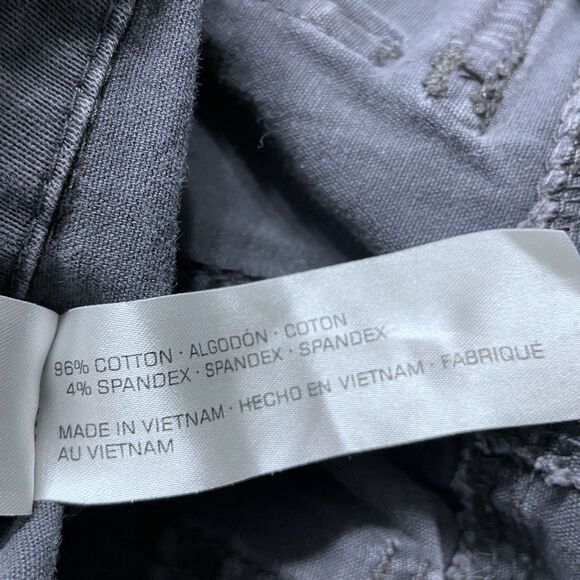 96% COTTON · ALGODÓN · COTON
4% SPANDEX · SPANDEX · SPANDEX
MADE IN VIETNAM · HECHO EN VIETNAM · FABRIQUÉ
AU VIETNAM